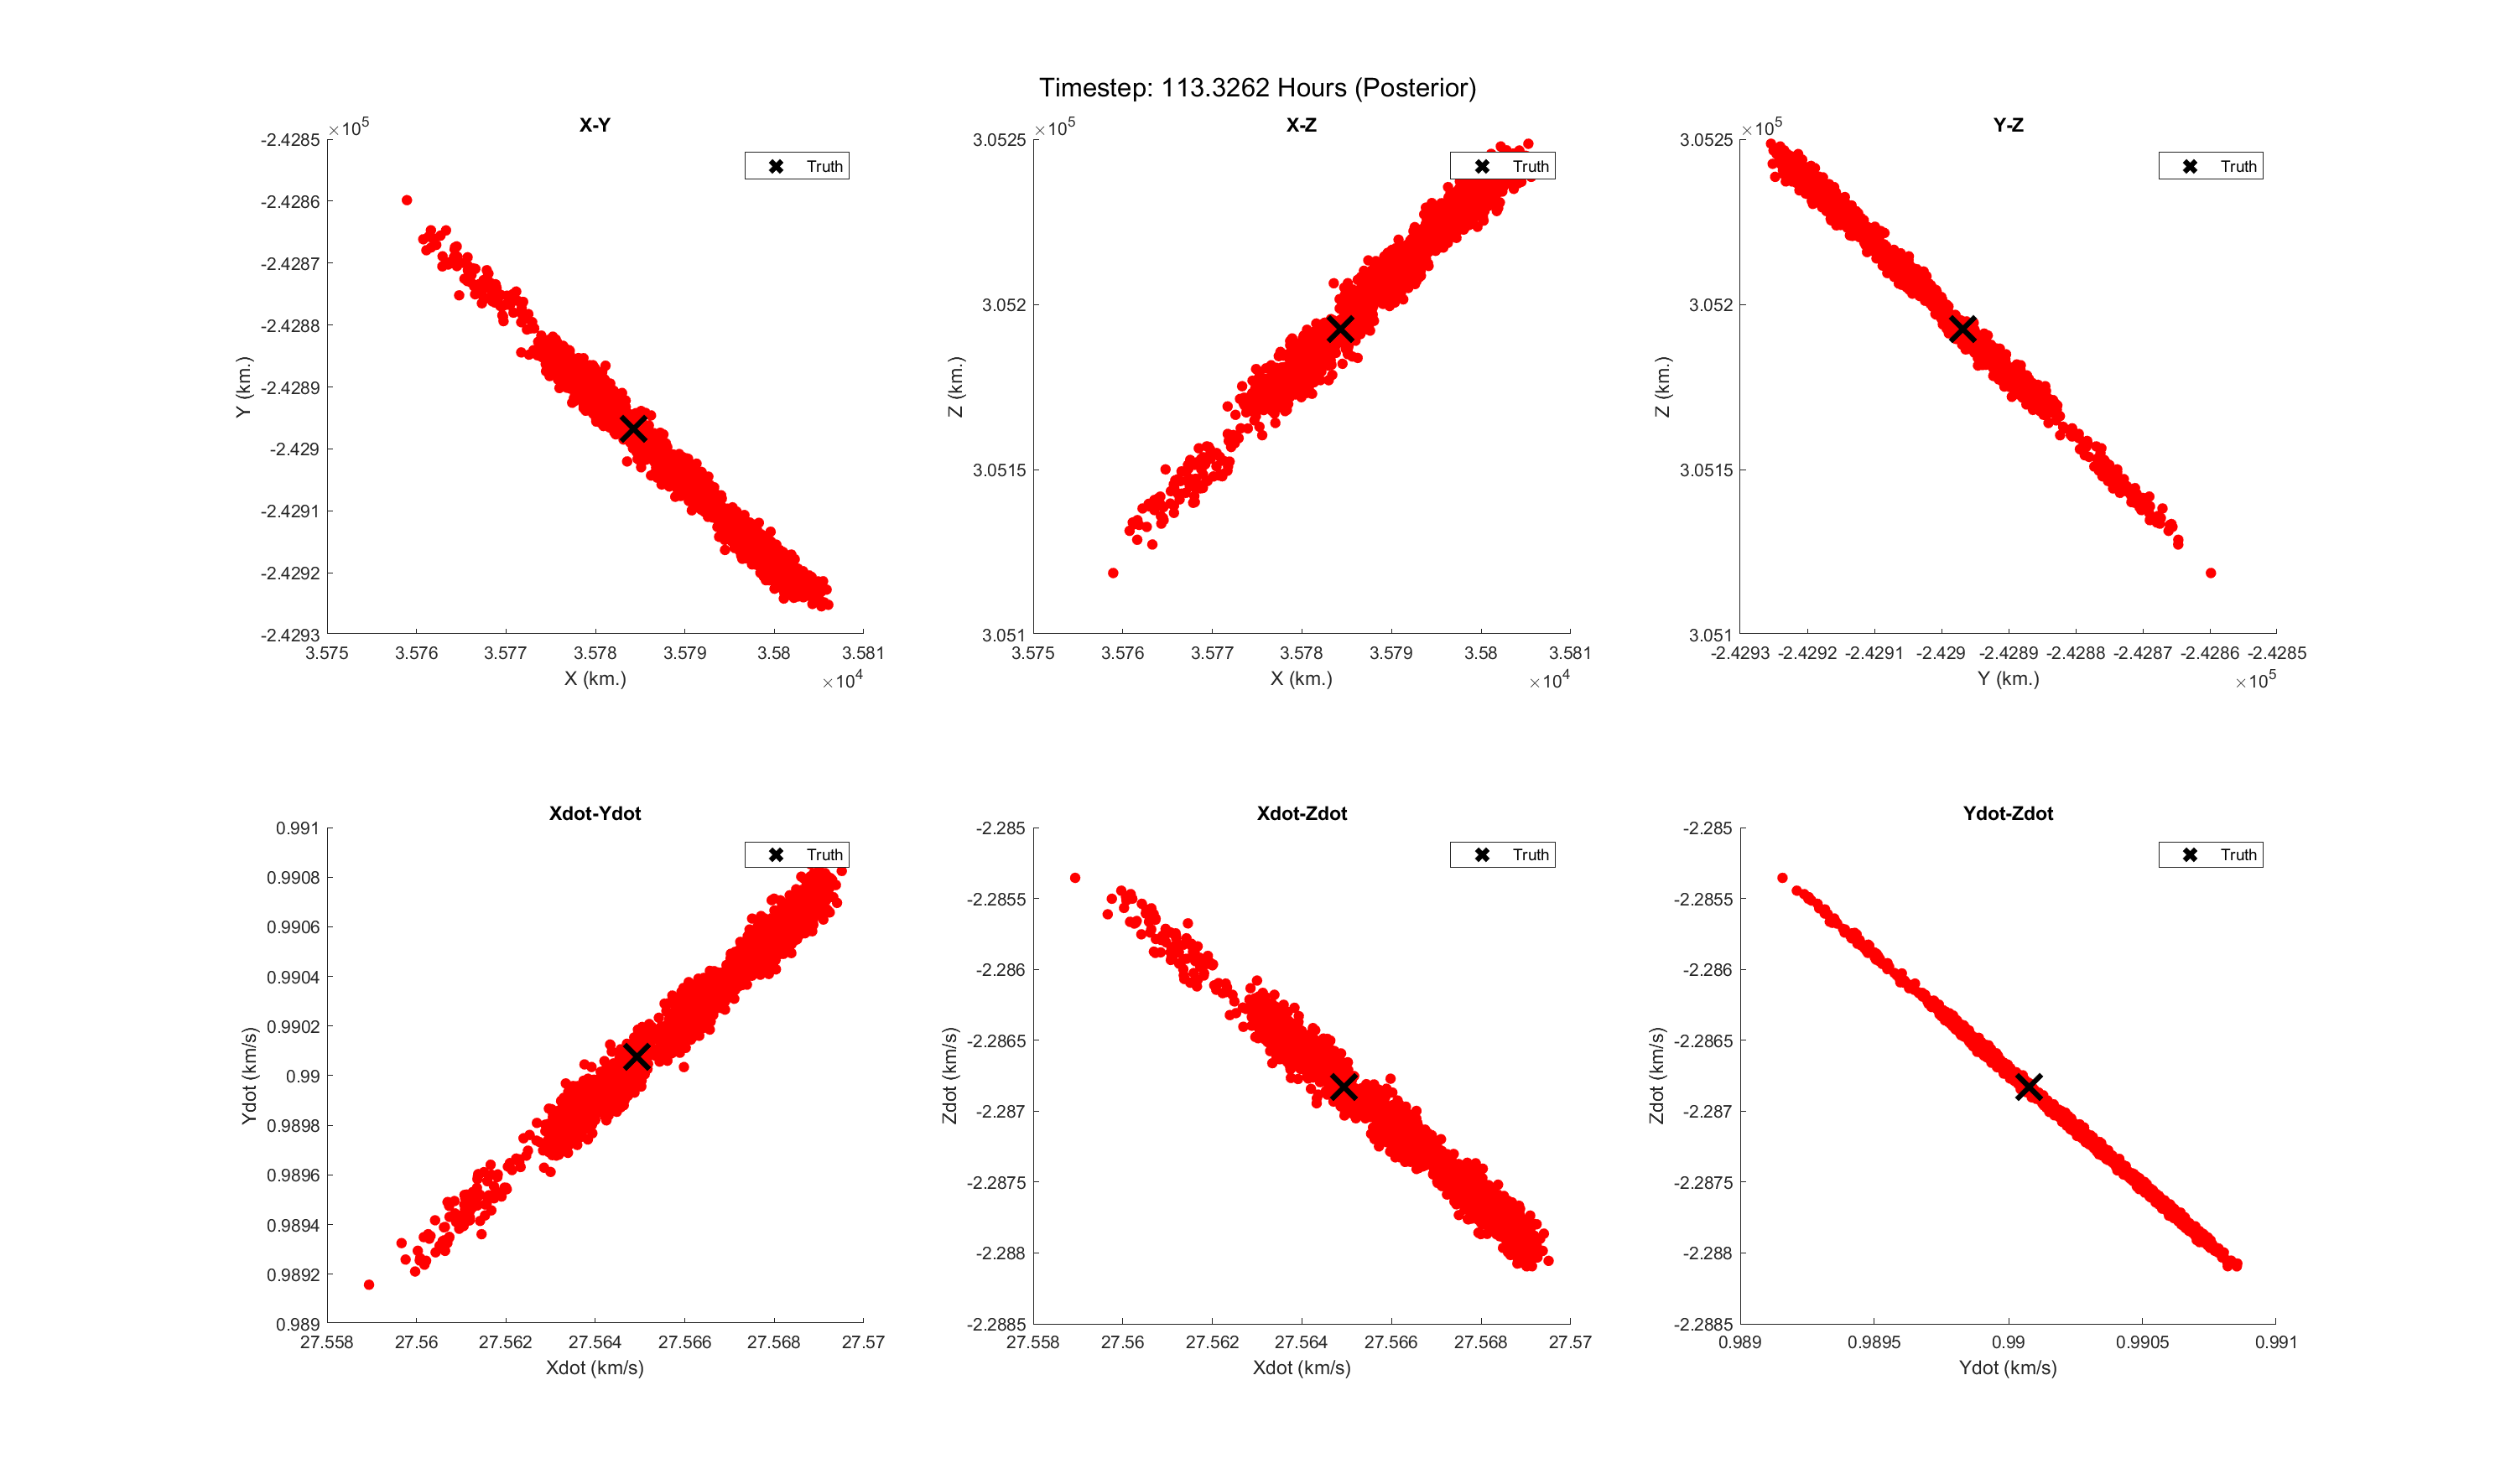 Timestep: 113.3262 Hours (Posterior)
X-Y
×10^5
Truth
-2.4285
-2.4286
-2.4287
-2.4288
-2.4289
-2.429
-2.4291
-2.4292
-2.4293
Y (km.)
3.575 3.576 3.577 3.578 3.579 3.58 3.581
X (km.)
×10^4
X-Z
×10^5
Truth
3.0525
3.052
3.0515
3.051
Z (km.)
3.575 3.576 3.577 3.578 3.579 3.58 3.581
X (km.)
×10^4
Y-Z
×10^5
Truth
3.0525
3.052
3.0515
3.051
Z (km.)
-2.4293 -2.4292 -2.4291 -2.429 -2.4289 -2.4288 -2.4287 -2.4286 -2.4285
Y (km.)
×10^5
Xdot-Ydot
Truth
0.991
0.9908
0.9906
0.9904
0.9902
0.99
0.9898
0.9896
0.9894
0.9892
0.989
Ydot (km/s)
27.558 27.56 27.562 27.564 27.566 27.568 27.57
Xdot (km/s)
Xdot-Zdot
Truth
-2.285
-2.2855
-2.286
-2.2865
-2.287
-2.2875
-2.288
-2.2885
Zdot (km/s)
27.558 27.56 27.562 27.564 27.566 27.568 27.57
Xdot (km/s)
Ydot-Zdot
Truth
-2.285
-2.2855
-2.286
-2.2865
-2.287
-2.2875
-2.288
-2.2885
Zdot (km/s)
0.989 0.9895 0.99 0.9905 0.991
Ydot (km/s)